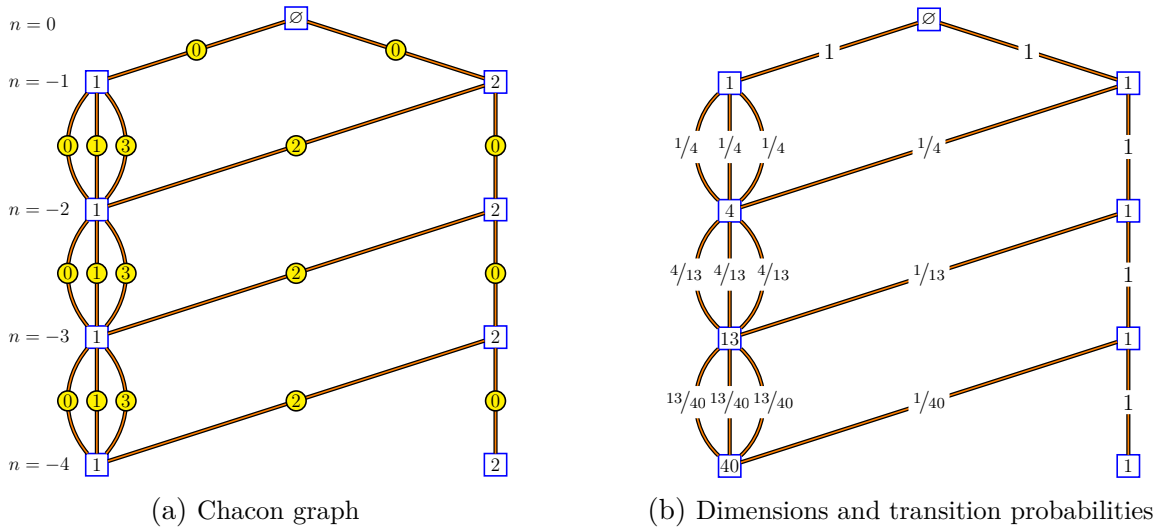 n = 0 ∅ ∅
0 0 1 1
n = −1 1 2 1 1
0 1 3 2 0 1/4 1/4 1/4 1/4 1
n = −2 1 2 4 1
0 1 3 2 0 4/13 4/13 4/13 1/13 1
n = −3 1 2 13 1
0 1 3 2 0 13/40 13/40 13/40 1/40 1
n = −4 1 2 40 1
(a) Chacon graph
(b) Dimensions and transition probabilities